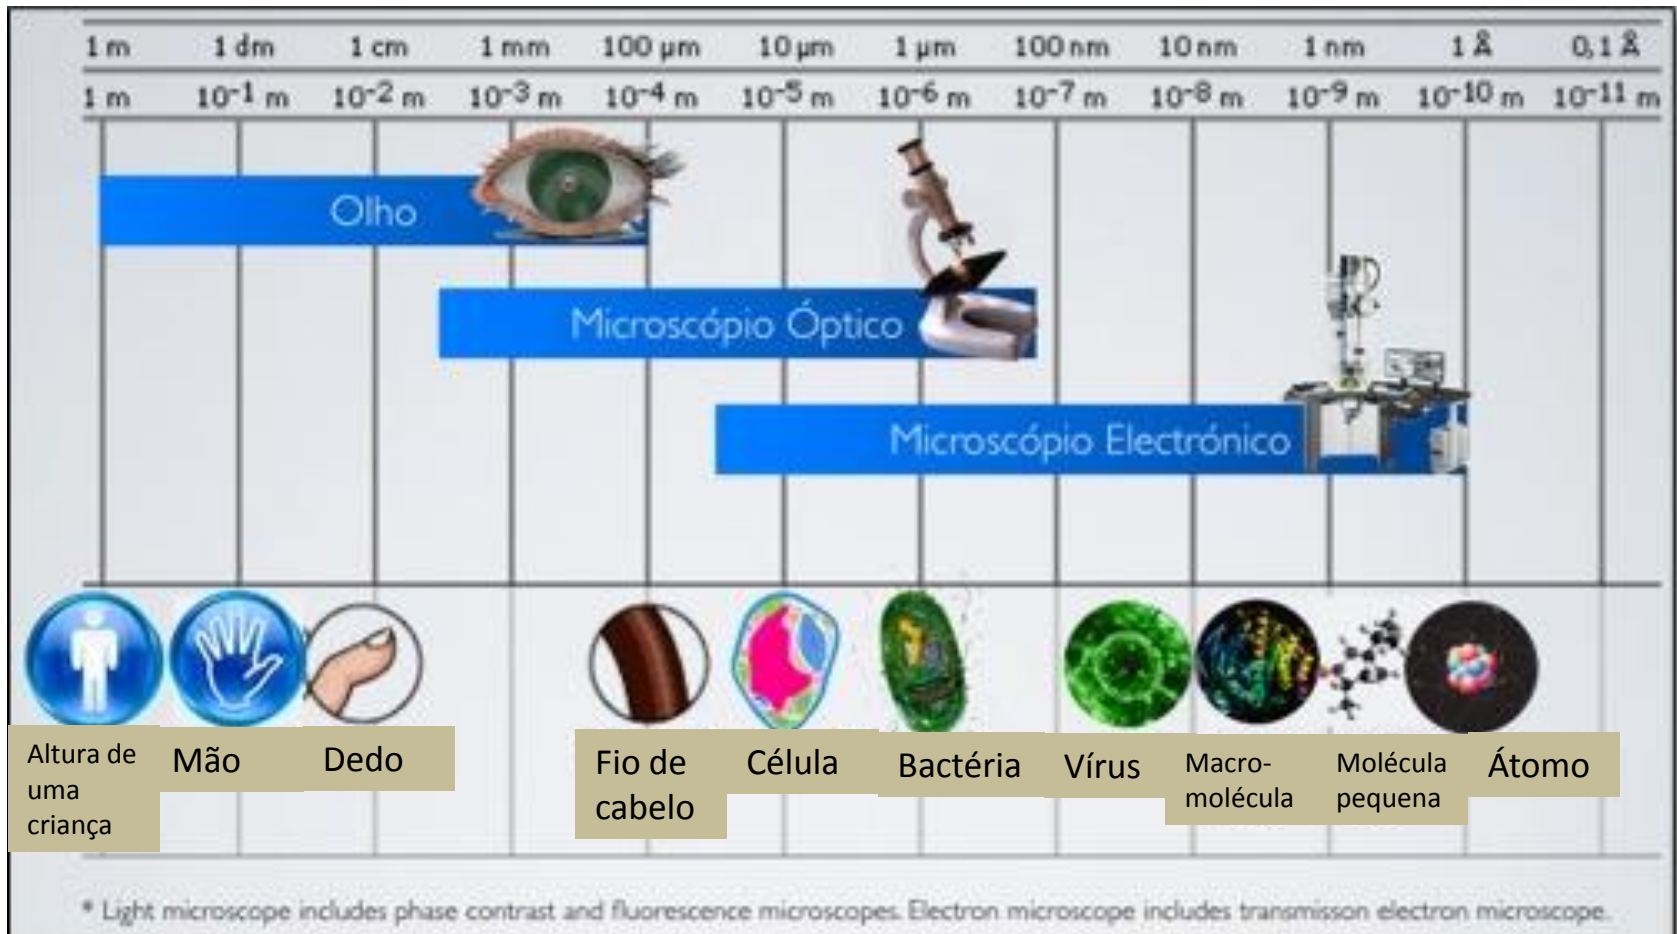 1 m 1 dm 1 cm 1 mm 100 µm 10 µm 1 µm 100 nm 10 nm 1 nm 1 Å 0,1 Å
1 m 10⁻¹ m 10⁻² m 10⁻³ m 10⁻⁴ m 10⁻⁵ m 10⁻⁶ m 10⁻⁷ m 10⁻⁸ m 10⁻⁹ m 10⁻¹⁰ m 10⁻¹¹ m
Olho
Microscópio Óptico
Microscópio Electrónico
Altura de
uma
criança
Mão
Dedo
Fio de
cabelo
Célula
Bactéria
Vírus
Macro-
molécula
Molécula
pequena
Átomo
* Light microscope includes phase contrast and fluorescence microscopes. Electron microscope includes transmisson electron microscope.